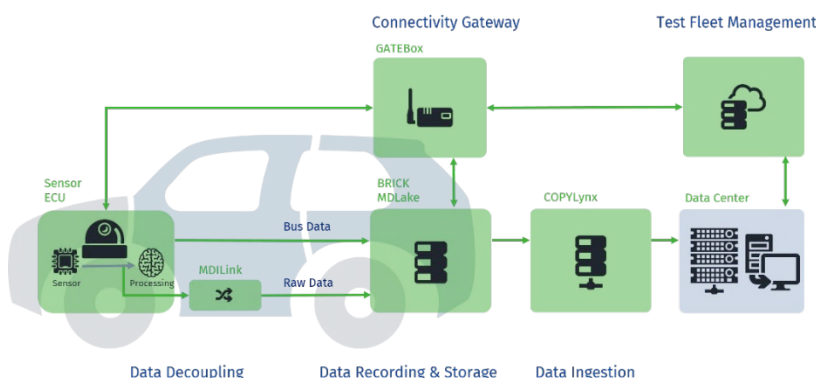 Connectivity Gateway
Test Fleet Management
GATEBox
Sensor
ECU
BRICK
MDLake
COPYLynx
Data Center
Bus Data
MDILink
Sensor
Processing
Raw Data
Data Decoupling
Data Recording & Storage
Data Ingestion